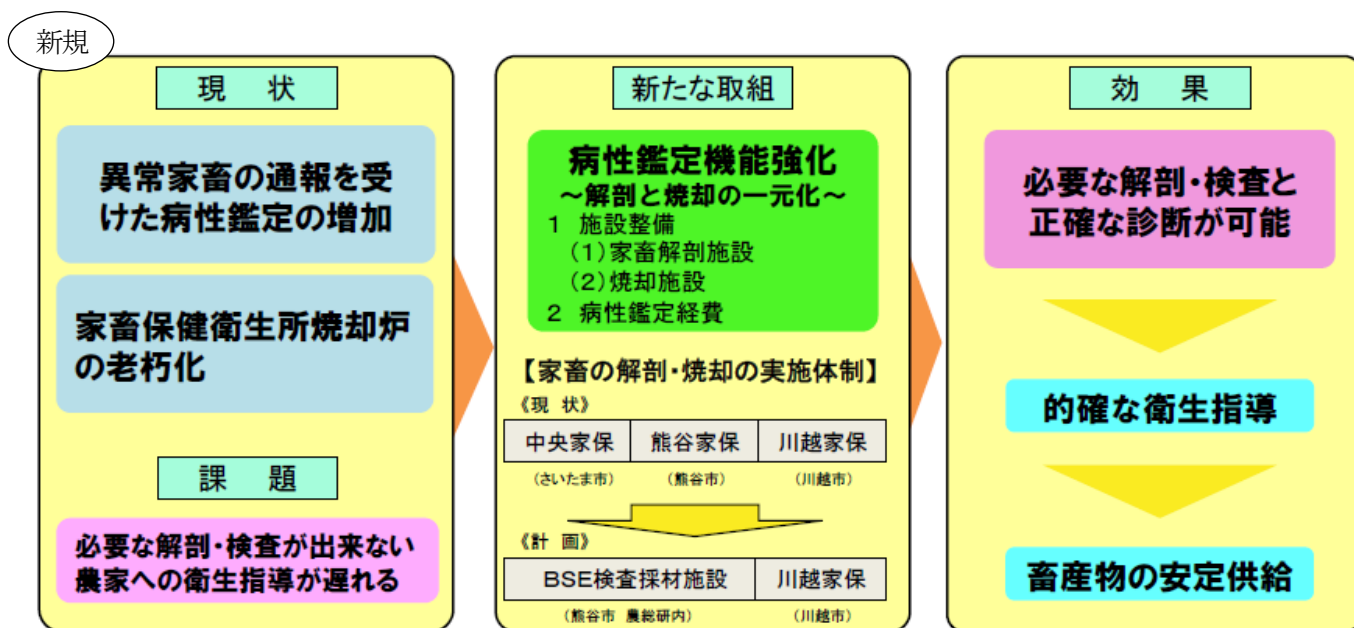 新規
現 状
異常家畜の通報を受
けた病性鑑定の増加
家畜保健衛生所焼却炉
の老朽化
課 題
必要な解剖・検査が出来ない
農家への衛生指導が遅れる
新たな取組
病性鑑定機能強化
～解剖と焼却の一元化～
1 施設整備
(1)家畜解剖施設
(2)焼却施設
2 病性鑑定経費
【家畜の解剖・焼却の実施体制】
《現 状》
中央家保 熊谷家保 川越家保
(さいたま市) (熊谷市) (川越市)
《計 画》
BSE検査採材施設 川越家保
(熊谷市 農総研内) (川越市)
効 果
必要な解剖・検査と
正確な診断が可能
的確な衛生指導
畜産物の安定供給